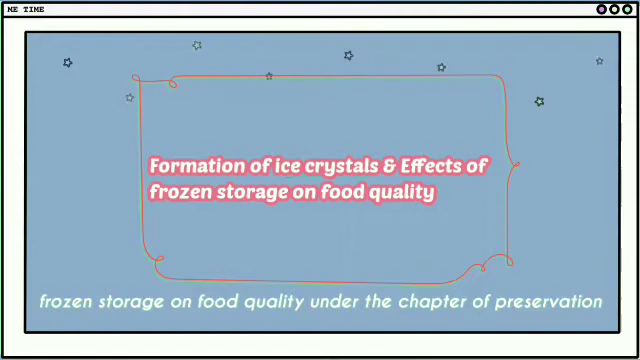 ME TIME
Formation of ice crystals & Effects of
frozen storage on food quality
frozen storage on food quality under the chapter of preservation